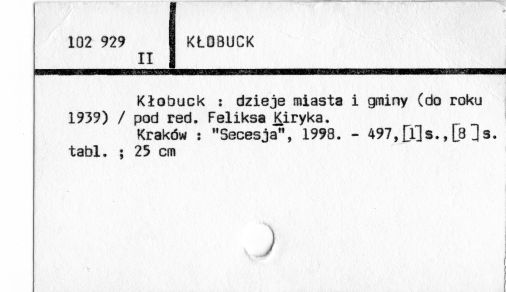 102 929
II
KŁOBUCK
Kłobuck : dzieje miasta i gminy (do roku
1939) / pod red. Feliksa Kiryka.
Kraków : "Secesja", 1998. - 497,[1]s.,[8]s.
tabl. ; 25 cm